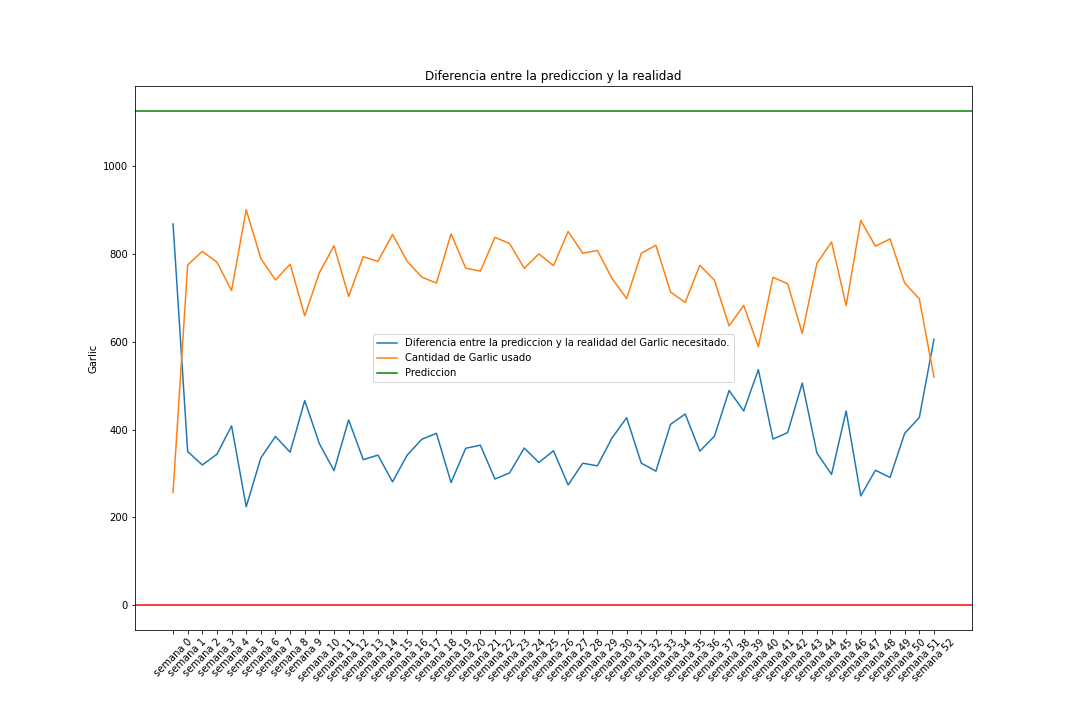 Diferencia entre la prediccion y la realidad
1000
800
600
400
200
0
Garlic
Diferencia entre la prediccion y la realidad del Garlic necesitado.
Cantidad de Garlic usado
Prediccion
semana 0
semana 1
semana 2
semana 3
semana 4
semana 5
semana 6
semana 7
semana 8
semana 9
semana 10
semana 11
semana 12
semana 13
semana 14
semana 15
semana 16
semana 17
semana 18
semana 19
semana 20
semana 21
semana 22
semana 23
semana 24
semana 25
semana 26
semana 27
semana 28
semana 29
semana 30
semana 31
semana 32
semana 33
semana 34
semana 35
semana 36
semana 37
semana 38
semana 39
semana 40
semana 41
semana 42
semana 43
semana 44
semana 45
semana 46
semana 47
semana 48
semana 49
semana 50
semana 51
semana 52